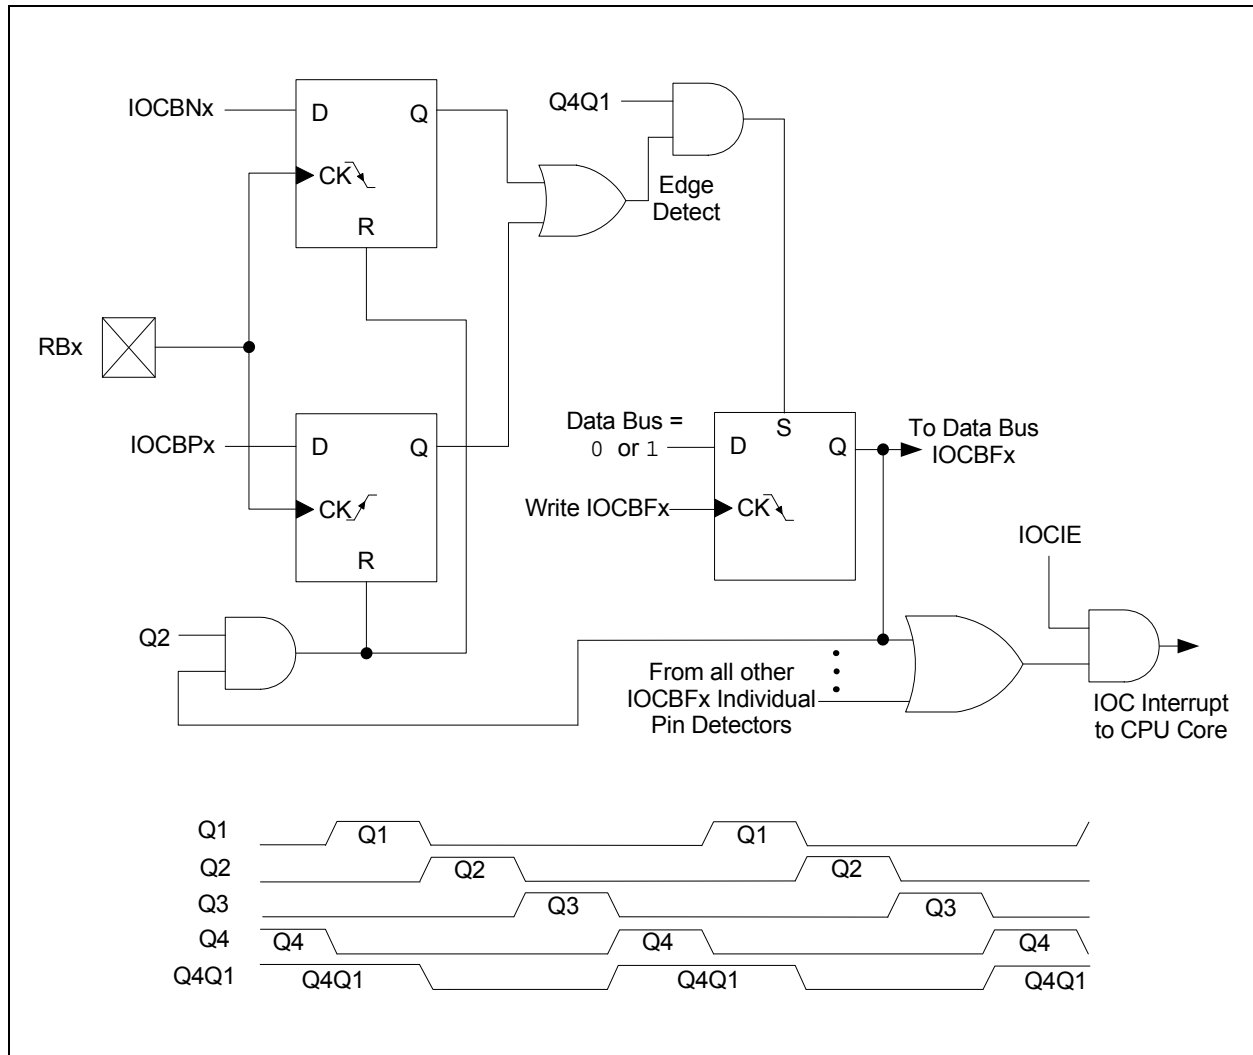 IOCBNx
D
Q
CK
R
Q4Q1
Edge
Detect
RBx
IOCBPx
D
Q
CK
R
Q2
Data Bus =
0 or 1
S
D
Q
To Data Bus
IOCBFx
Write IOCBFx
CK
IOCIE
From all other
IOCBFx Individual
Pin Detectors
IOC Interrupt
to CPU Core
Q1
Q1
Q1
Q2
Q2
Q2
Q3
Q3
Q3
Q4
Q4
Q4
Q4
Q4Q1
Q4Q1
Q4Q1
Q4Q1